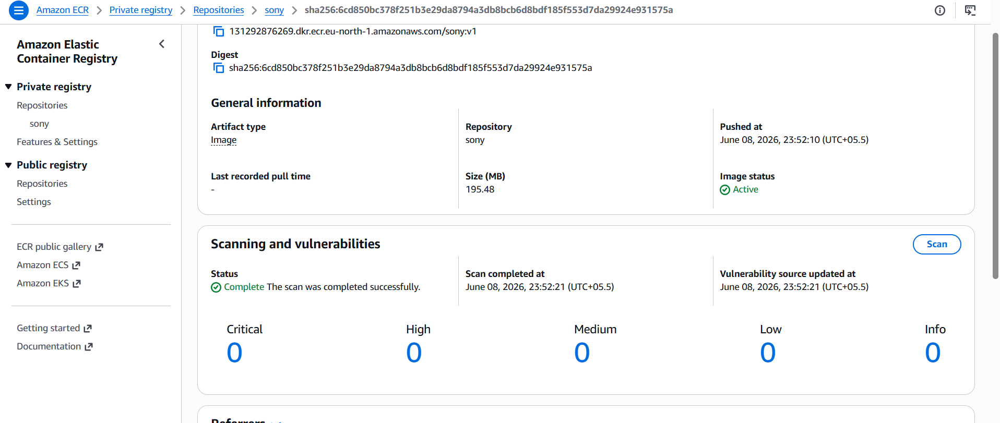 Amazon ECR > Private registry > Repositories > sony > sha256:6cd850bc378f251b3e29da8794a3db8bcb6d8bdf185f553d7da29924e931575a
Amazon Elastic
Container Registry
Private registry
Repositories
sony
Features & Settings
Public registry
Repositories
Settings
ECR public gallery
Amazon ECS
Amazon EKS
Getting started
Documentation
131292876269.dkr.ecr.eu-north-1.amazonaws.com/sony:v1
Digest
sha256:6cd850bc378f251b3e29da8794a3db8bcb6d8bdf185f553d7da29924e931575a
General information
Artifact type
Image
Repository
sony
Pushed at
June 08, 2026, 23:52:10 (UTC+05.5)
Last recorded pull time
-
Size (MB)
195.48
Image status
Active
Scanning and vulnerabilities
Scan
Status
Complete The scan was completed successfully.
Scan completed at
June 08, 2026, 23:52:21 (UTC+05.5)
Vulnerability source updated at
June 08, 2026, 23:52:21 (UTC+05.5)
Critical
0
High
0
Medium
0
Low
0
Info
0
Referrers